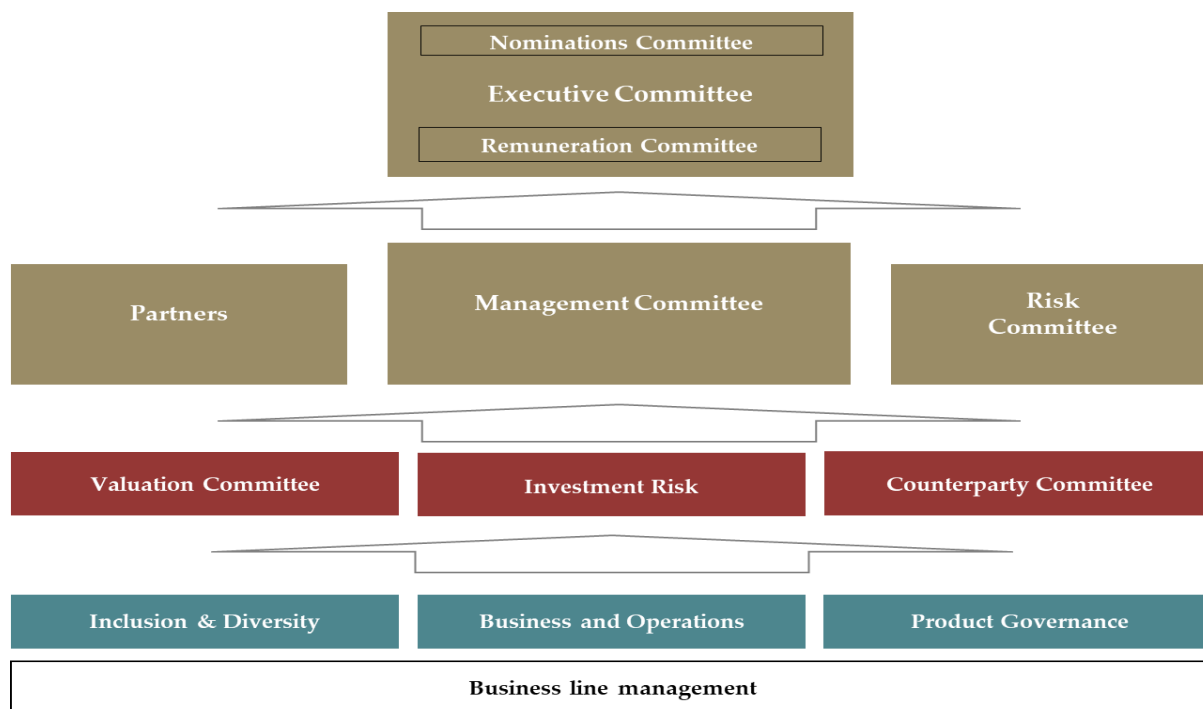 Nominations Committee
Executive Committee
Remuneration Committee
Partners
Management Committee
Risk
Committee
Valuation Committee
Investment Risk
Counterparty Committee
Inclusion & Diversity
Business and Operations
Product Governance
Business line management